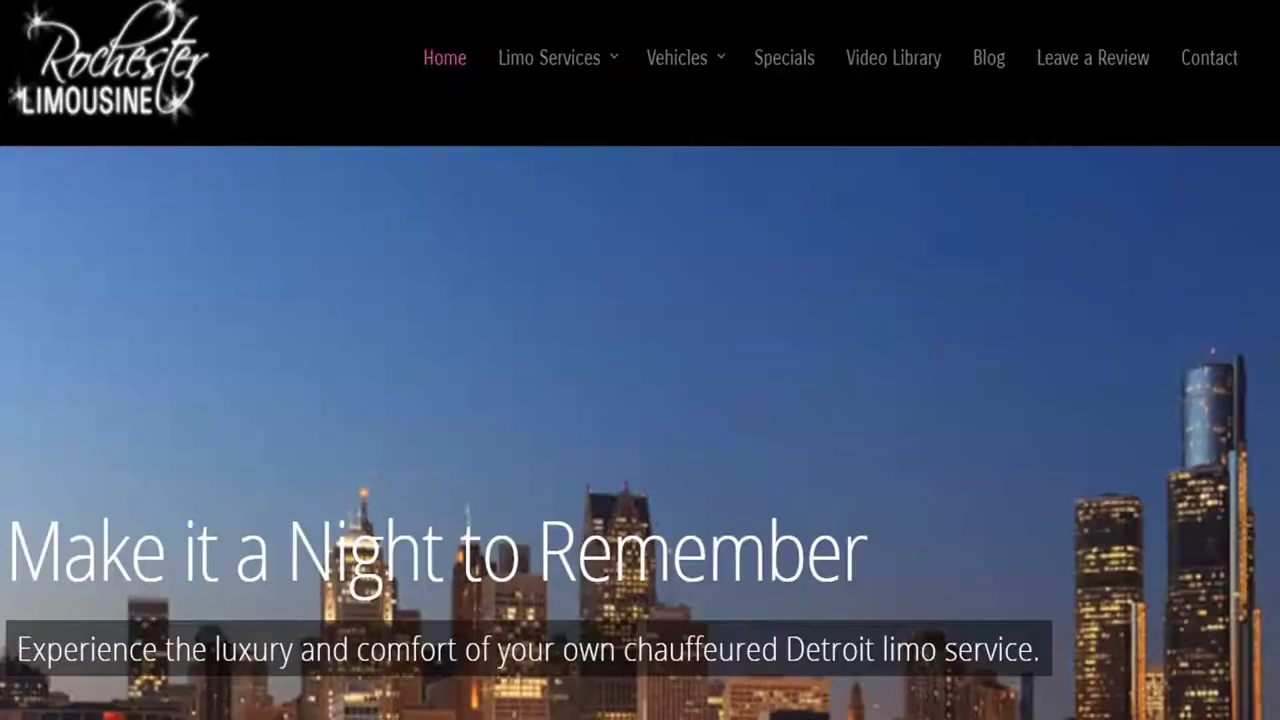 Rochester
LIMOUSINE
Home Limo Services Vehicles Specials Video Library Blog Leave a Review Contact
Make it a Night to Remember
Experience the luxury and comfort of your own chauffeured Detroit limo service.